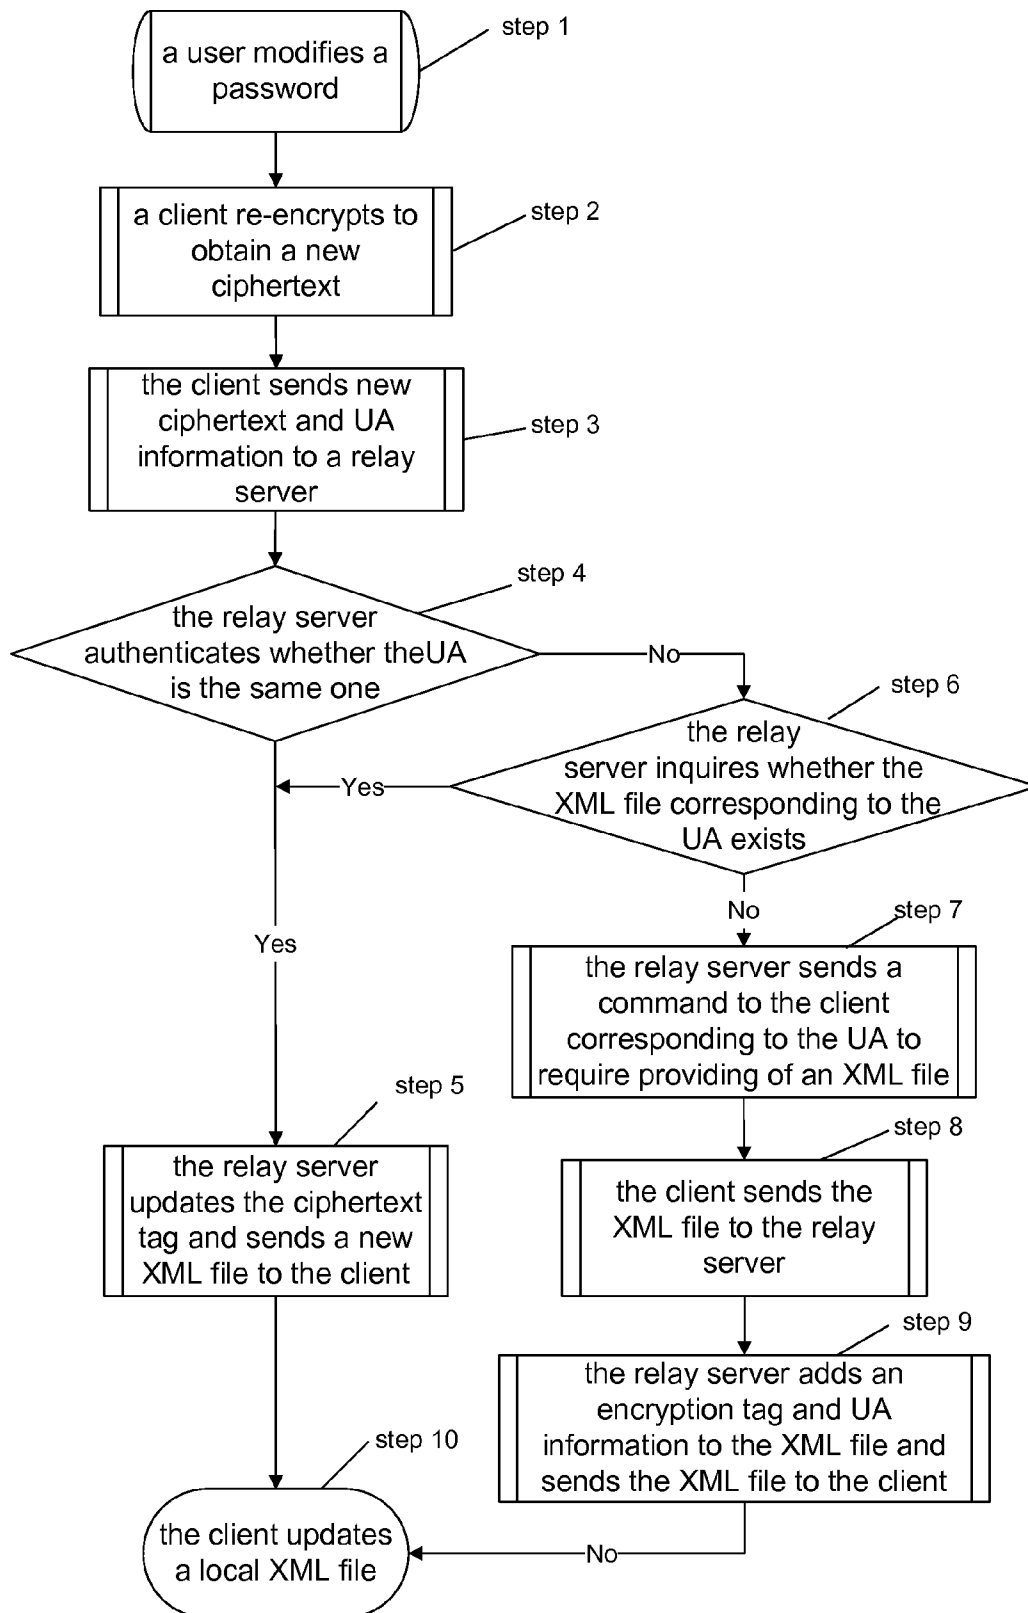 step 1
a user modifies a
password
step 2
a client re-encrypts to
obtain a new
ciphertext
step 3
the client sends new
ciphertext and UA
information to a relay
server
step 4
the relay server
authenticates whether theUA
is the same one
No
step 6
the relay
server inquires whether the
XML file corresponding to the
UA exists
Yes
No
Yes
step 7
the relay server sends a
command to the client
corresponding to the UA to
require providing of an XML file
step 5
the relay server
updates the ciphertext
tag and sends a new
XML file to the client
step 8
the client sends the
XML file to the relay
server
step 9
the relay server adds an
encryption tag and UA
information to the XML file and
sends the XML file to the client
step 10
the client updates
a local XML file
No